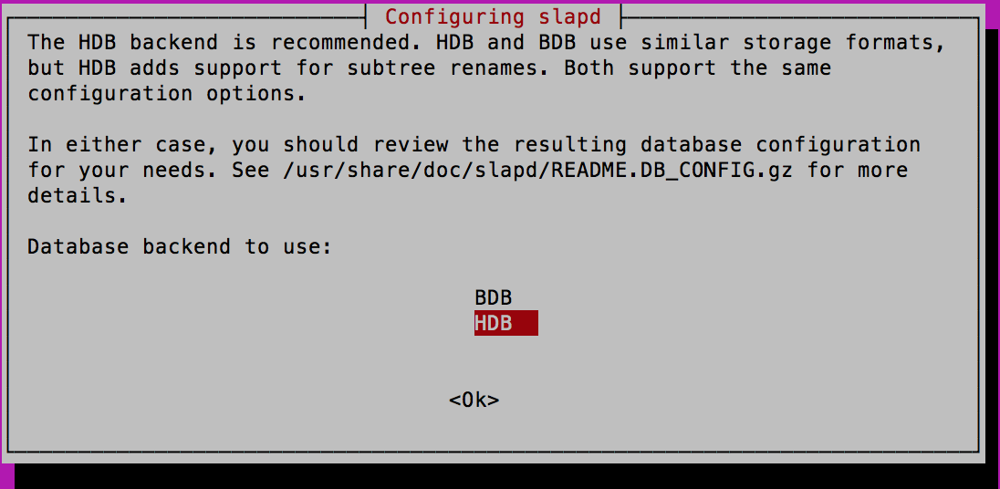 Configuring slapd
The HDB backend is recommended. HDB and BDB use similar storage formats,
but HDB adds support for subtree renames. Both support the same
configuration options.
In either case, you should review the resulting database configuration
for your needs. See /usr/share/doc/slapd/README.DB_CONFIG.gz for more
details.
Database backend to use:
BDB
HDB
<Ok>